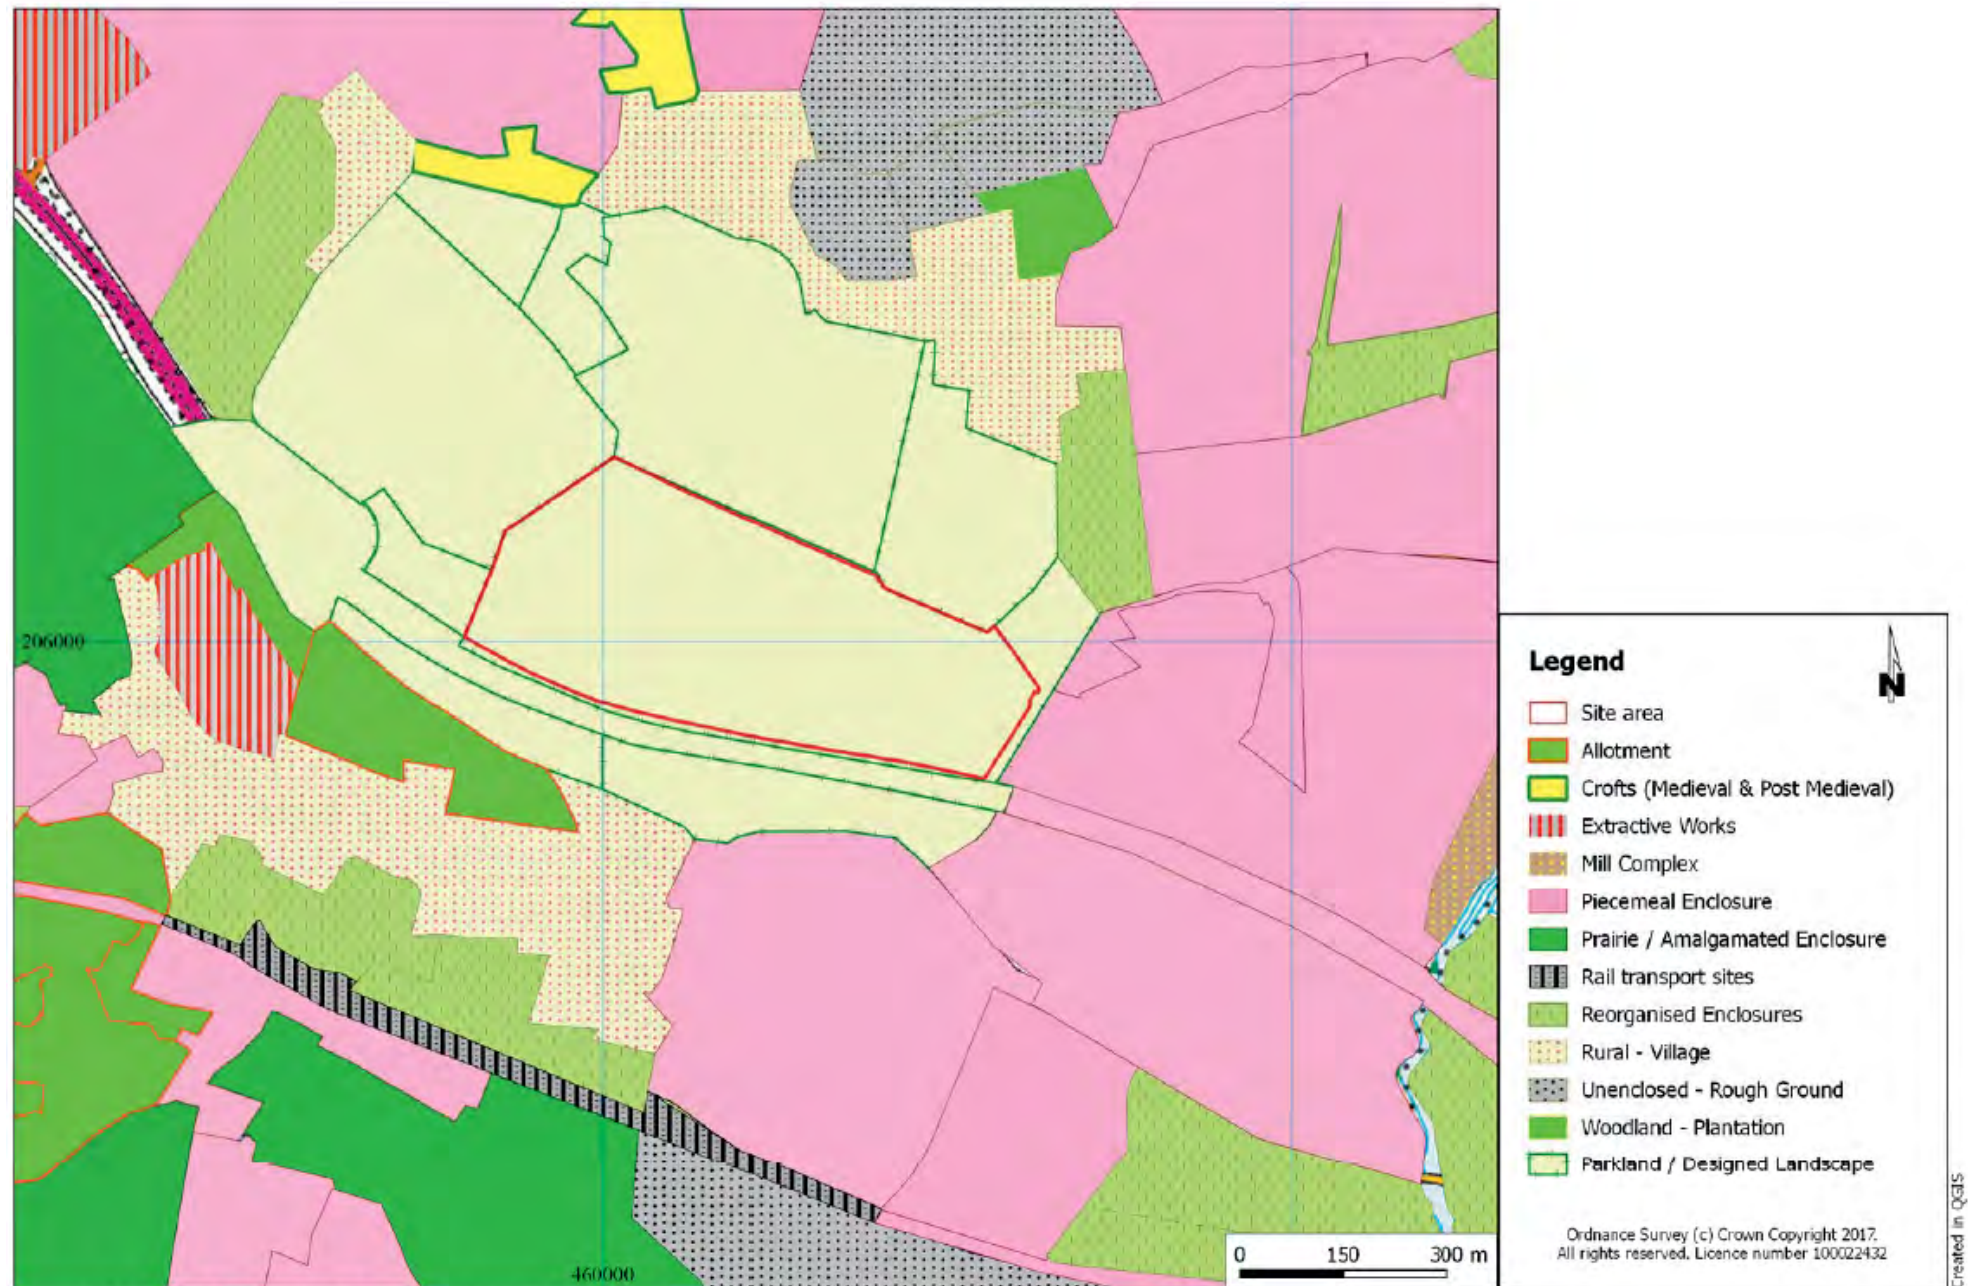 206000
460000
0 150 300 m
Legend
N
Site area
Allotment
Crofts (Medieval & Post Medieval)
Extractive Works
Mill Complex
Piecemeal Enclosure
Prairie / Amalgamated Enclosure
Rail transport sites
Reorganised Enclosures
Rural - Village
Unenclosed - Rough Ground
Woodland - Plantation
Parkland / Designed Landscape
Ordnance Survey (c) Crown Copyright 2017.
All rights reserved. Licence number 100022432
Created in QGIS